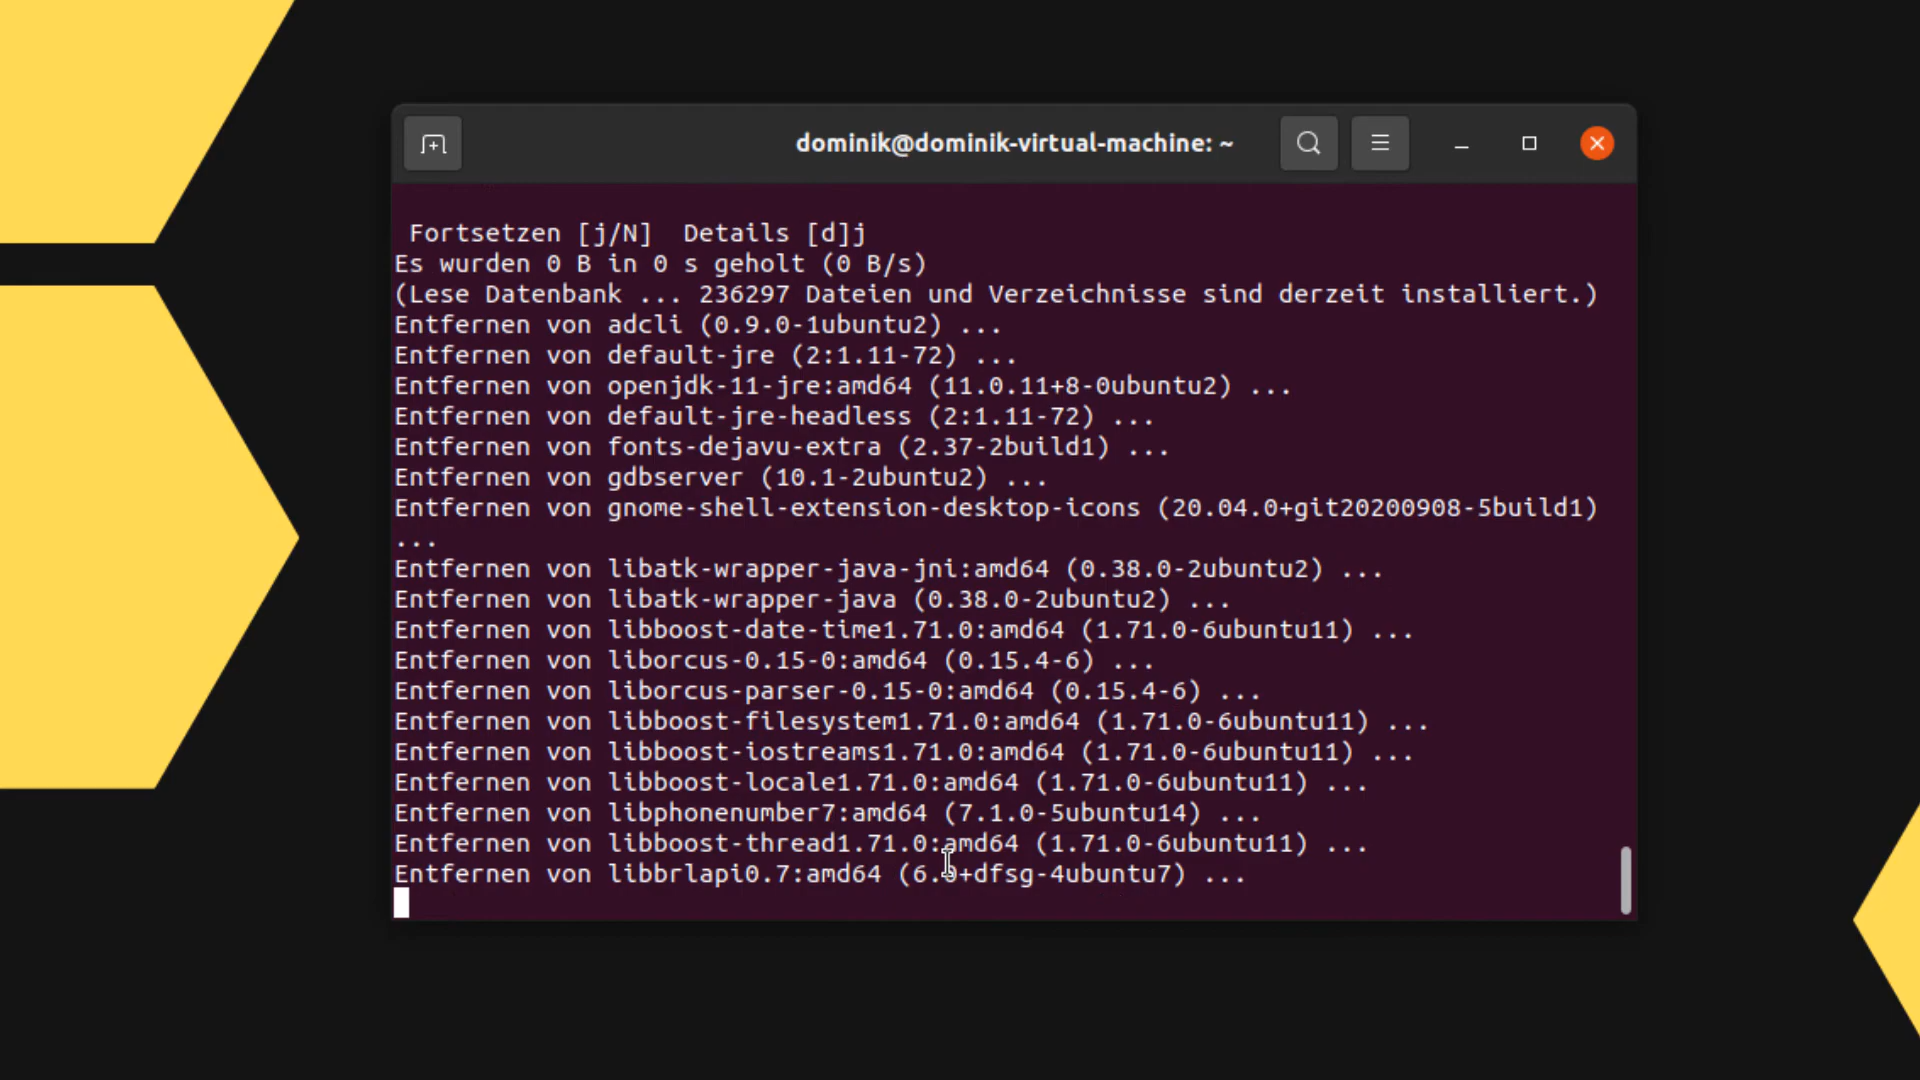 dominik@dominik-virtual-machine: ~
Fortsetzen [j/N]  Details [d]j
Es wurden 0 B in 0 s geholt (0 B/s)
(Lese Datenbank ... 236297 Dateien und Verzeichnisse sind derzeit installiert.)
Entfernen von adcli (0.9.0-1ubuntu2) ...
Entfernen von default-jre (2:1.11-72) ...
Entfernen von openjdk-11-jre:amd64 (11.0.11+8-0ubuntu2) ...
Entfernen von default-jre-headless (2:1.11-72) ...
Entfernen von fonts-dejavu-extra (2.37-2build1) ...
Entfernen von gdbserver (10.1-2ubuntu2) ...
Entfernen von gnome-shell-extension-desktop-icons (20.04.0+git20200908-5build1)
...
Entfernen von libatk-wrapper-java-jni:amd64 (0.38.0-2ubuntu2) ...
Entfernen von libatk-wrapper-java (0.38.0-2ubuntu2) ...
Entfernen von libboost-date-time1.71.0:amd64 (1.71.0-6ubuntu11) ...
Entfernen von liborcus-0.15-0:amd64 (0.15.4-6) ...
Entfernen von liborcus-parser-0.15-0:amd64 (0.15.4-6) ...
Entfernen von libboost-filesystem1.71.0:amd64 (1.71.0-6ubuntu11) ...
Entfernen von libboost-iostreams1.71.0:amd64 (1.71.0-6ubuntu11) ...
Entfernen von libboost-locale1.71.0:amd64 (1.71.0-6ubuntu11) ...
Entfernen von libphonenumber7:amd64 (7.1.0-5ubuntu14) ...
Entfernen von libboost-thread1.71.0:amd64 (1.71.0-6ubuntu11) ...
Entfernen von libbrlapi0.7:amd64 (6.0+dfsg-4ubuntu7) ...